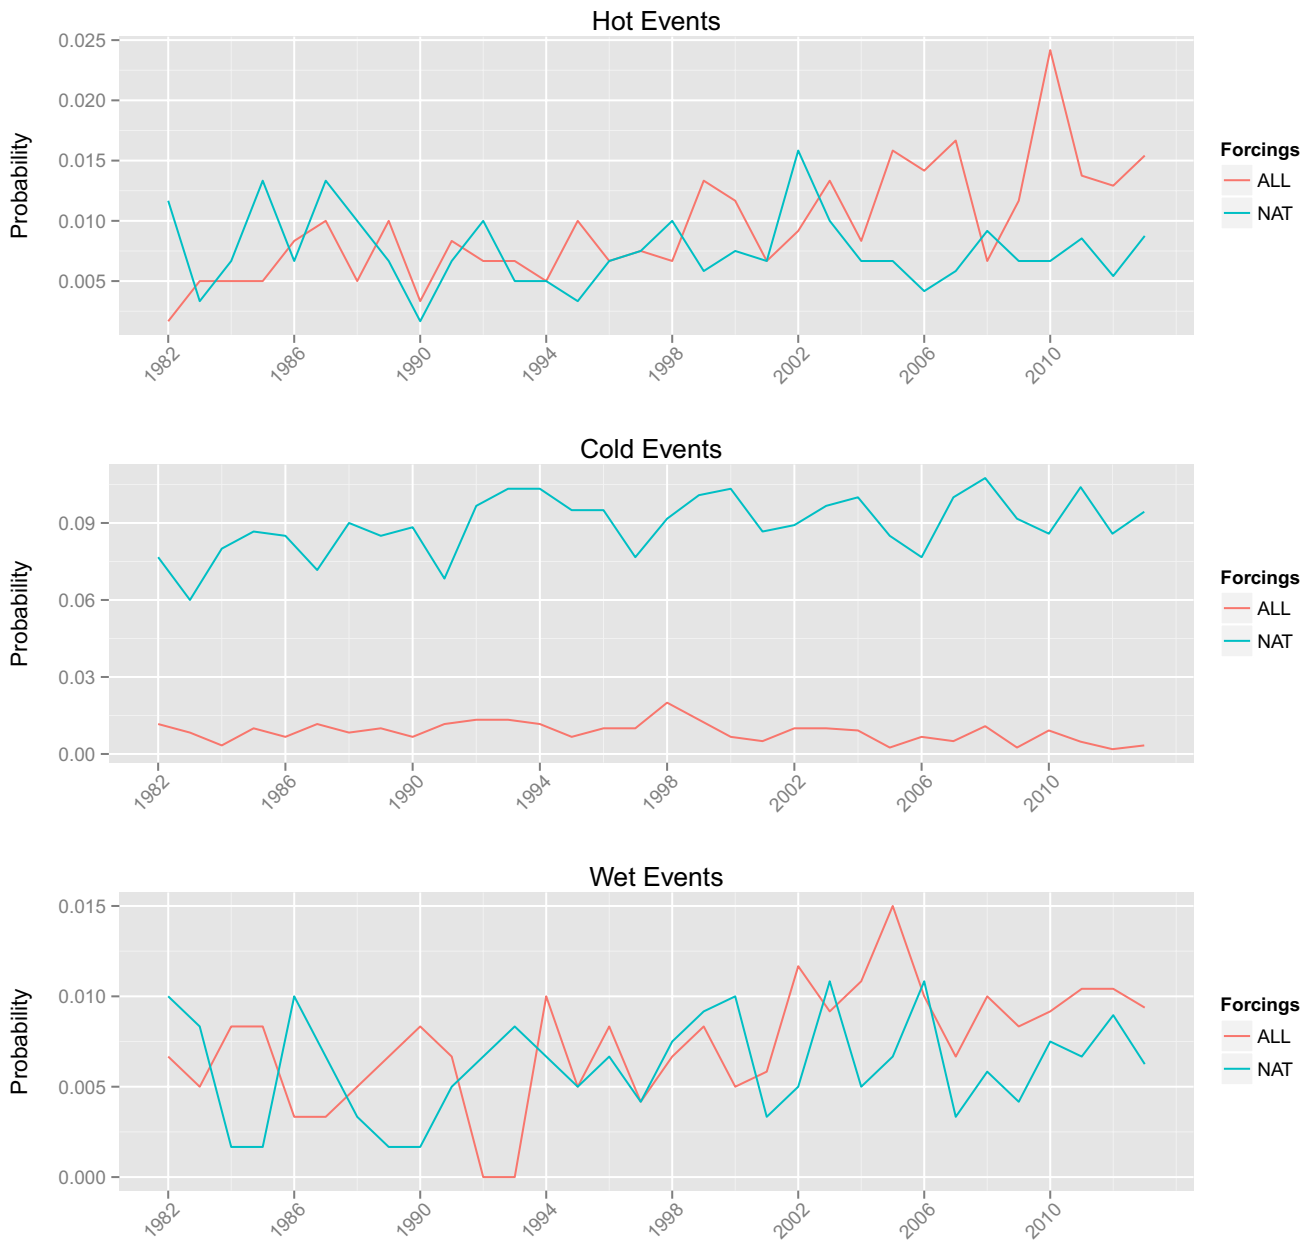 Hot Events
Probability
0.025
0.020
0.015
0.010
0.005
1982
1986
1990
1994
1998
2002
2006
2010
Forcings
ALL
NAT
Cold Events
Probability
0.09
0.06
0.03
0.00
1982
1986
1990
1994
1998
2002
2006
2010
Forcings
ALL
NAT
Wet Events
Probability
0.015
0.010
0.005
0.000
1982
1986
1990
1994
1998
2002
2006
2010
Forcings
ALL
NAT